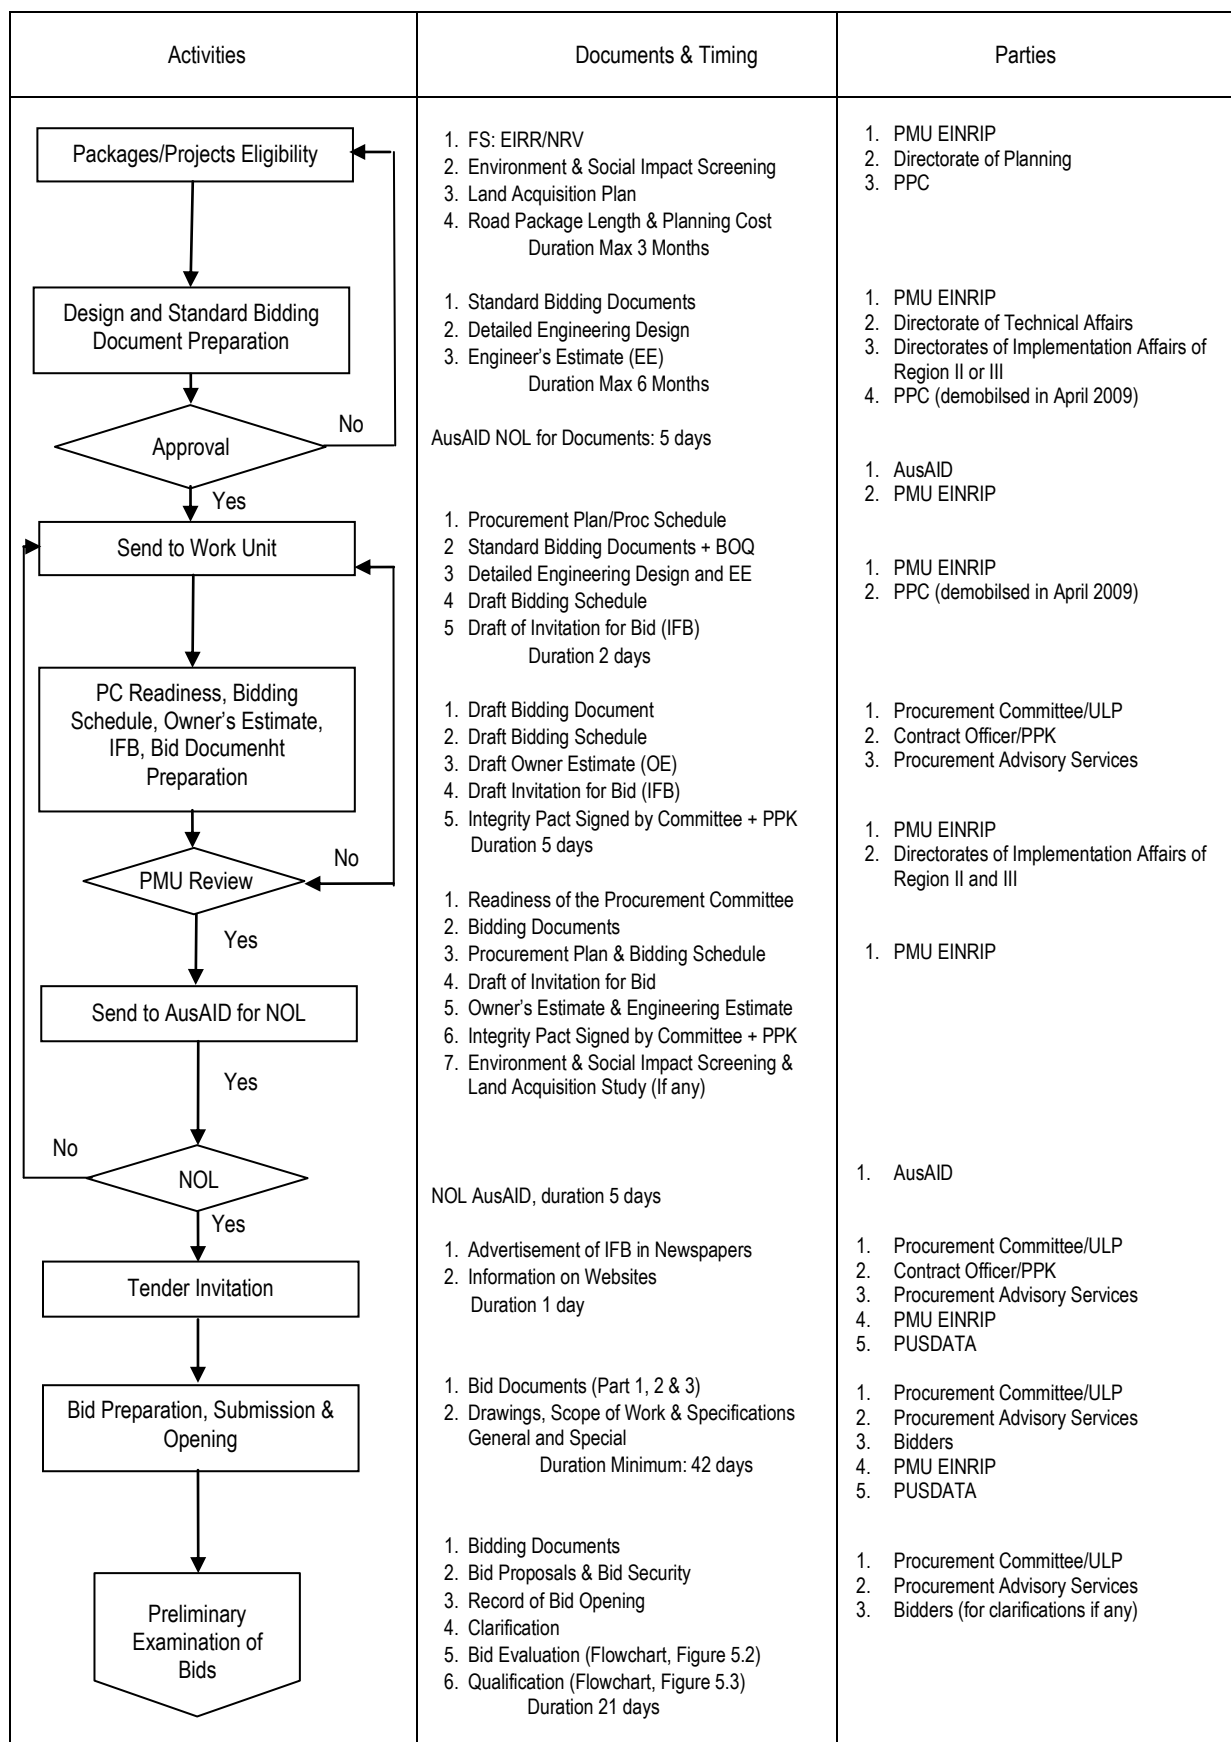 Activities
Documents & Timing
Parties
Packages/Projects Eligibility
1. FS: EIRR/NRV
2. Environment & Social Impact Screening
3. Land Acquisition Plan
4. Road Package Length & Planning Cost
Duration Max 3 Months
1. PMU EINRIP
2. Directorate of Planning
3. PPC
Design and Standard Bidding
Document Preparation
1. Standard Bidding Documents
2. Detailed Engineering Design
3. Engineer's Estimate (EE)
Duration Max 6 Months
1. PMU EINRIP
2. Directorate of Technical Affairs
3. Directorates of Implementation Affairs of
Region II or III
4. PPC (demobilsed in April 2009)
Approval
No
Yes
AusAID NOL for Documents: 5 days
1. AusAID
2. PMU EINRIP
Send to Work Unit
1. Procurement Plan/Proc Schedule
2 Standard Bidding Documents + BOQ
3 Detailed Engineering Design and EE
4 Draft Bidding Schedule
5 Draft of Invitation for Bid (IFB)
Duration 2 days
1. PMU EINRIP
2. PPC (demobilsed in April 2009)
PC Readiness, Bidding
Schedule, Owner's Estimate,
IFB, Bid Documenht
Preparation
1. Draft Bidding Document
2. Draft Bidding Schedule
3. Draft Owner Estimate (OE)
4. Draft Invitation for Bid (IFB)
5. Integrity Pact Signed by Committee + PPK
Duration 5 days
1. Procurement Committee/ULP
2. Contract Officer/PPK
3. Procurement Advisory Services
PMU Review
No
Yes
1. PMU EINRIP
2. Directorates of Implementation Affairs of
Region II and III
Send to AusAID for NOL
Yes
1. Readiness of the Procurement Committee
2. Bidding Documents
3. Procurement Plan & Bidding Schedule
4. Draft of Invitation for Bid
5. Owner's Estimate & Engineering Estimate
6. Integrity Pact Signed by Committee + PPK
7. Environment & Social Impact Screening &
Land Acquisition Study (If any)
1. PMU EINRIP
No
NOL
Yes
NOL AusAID, duration 5 days
1. AusAID
Tender Invitation
1. Advertisement of IFB in Newspapers
2. Information on Websites
Duration 1 day
1. Procurement Committee/ULP
2. Contract Officer/PPK
3. Procurement Advisory Services
4. PMU EINRIP
5. PUSDATA
Bid Preparation, Submission &
Opening
1. Bid Documents (Part 1, 2 & 3)
2. Drawings, Scope of Work & Specifications
General and Special
Duration Minimum: 42 days
1. Procurement Committee/ULP
2. Procurement Advisory Services
3. Bidders
4. PMU EINRIP
5. PUSDATA
Preliminary
Examination of
Bids
1. Bidding Documents
2. Bid Proposals & Bid Security
3. Record of Bid Opening
4. Clarification
5. Bid Evaluation (Flowchart, Figure 5.2)
6. Qualification (Flowchart, Figure 5.3)
Duration 21 days
1. Procurement Committee/ULP
2. Procurement Advisory Services
3. Bidders (for clarifications if any)